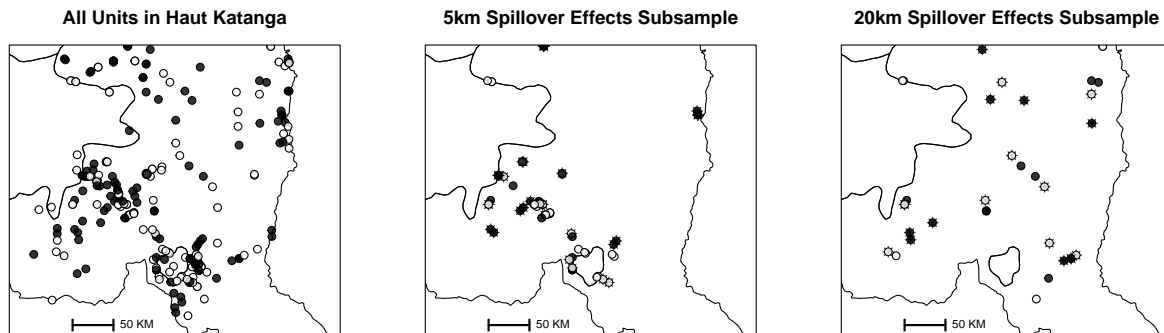 All Units in Haut Katanga
5km Spillover Effects Subsample
20km Spillover Effects Subsample
50 KM
50 KM
50 KM